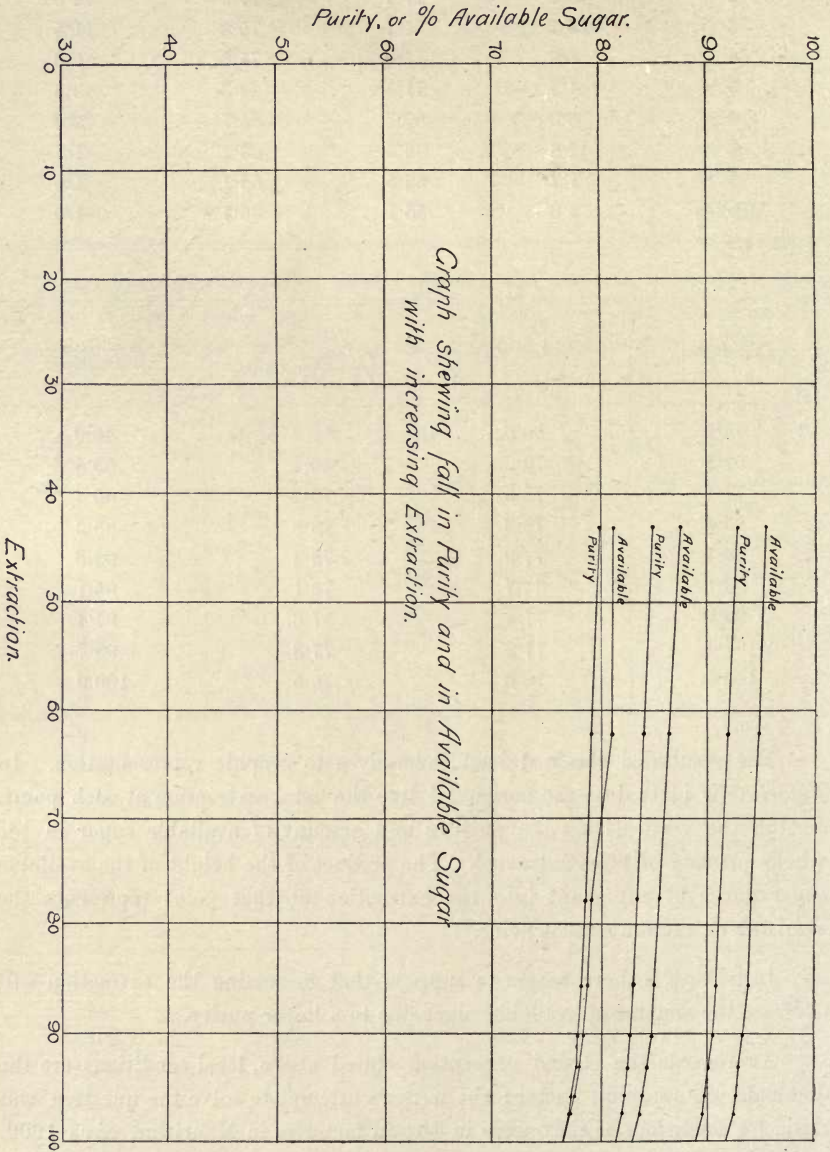 Purity, or % Available Sugar.
100
90
80
70
60
50
40
30
Available
Purity
Available
Purity
Available
Purity
Graph shewing fall in Purity and in Available Sugar
with increasing Extraction.
0
10
20
30
40
50
60
70
80
90
100
Extraction.